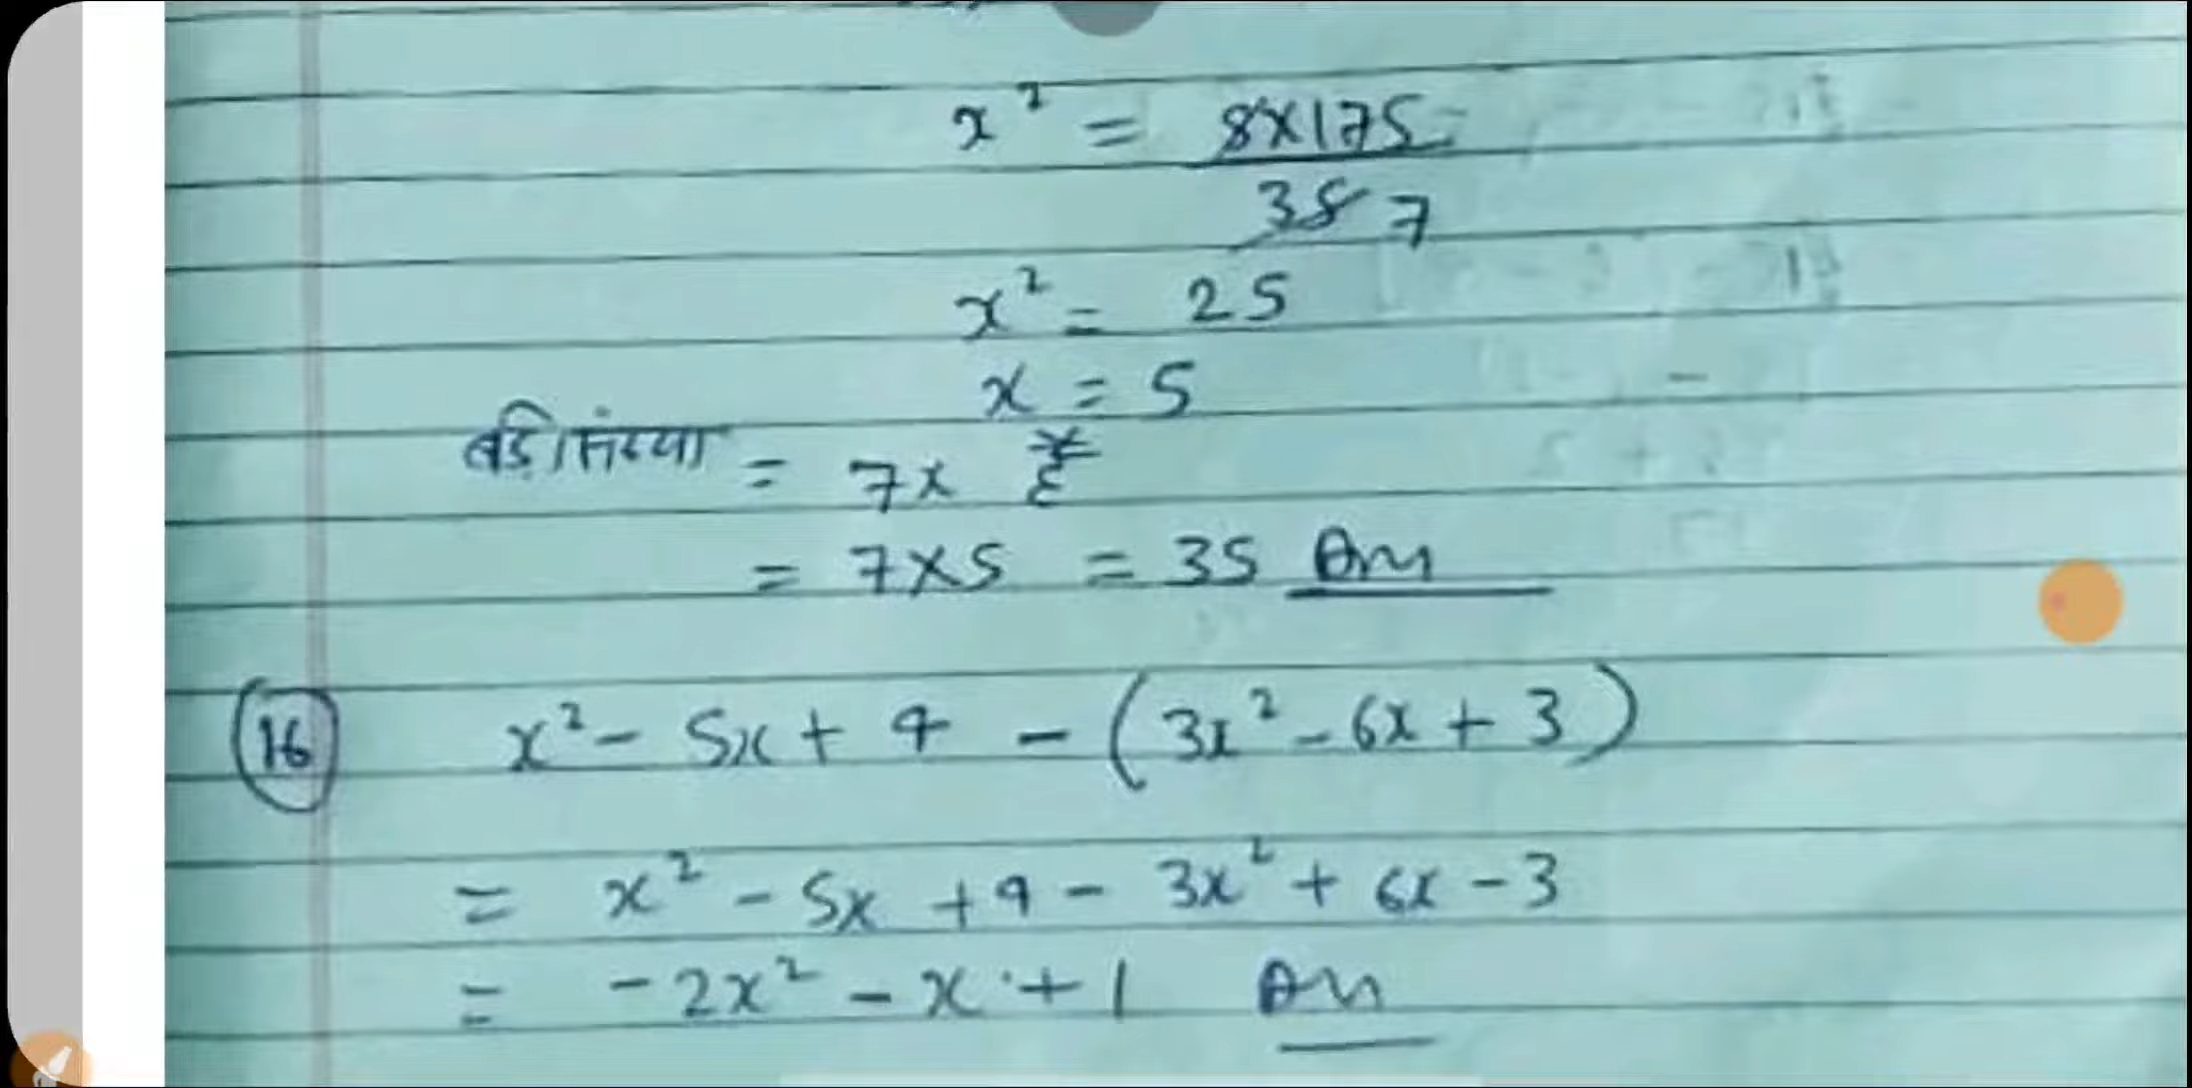 x² = 8×175
38 7
x² = 25
x = 5
बड़ी संख्या = 7x
= 7×5 = 35 Ans
16 x² - 5x + 4 - (3x² - 6x + 3)
= x² - 5x + 4 - 3x² + 6x - 3
= -2x² - x + 1 Ans